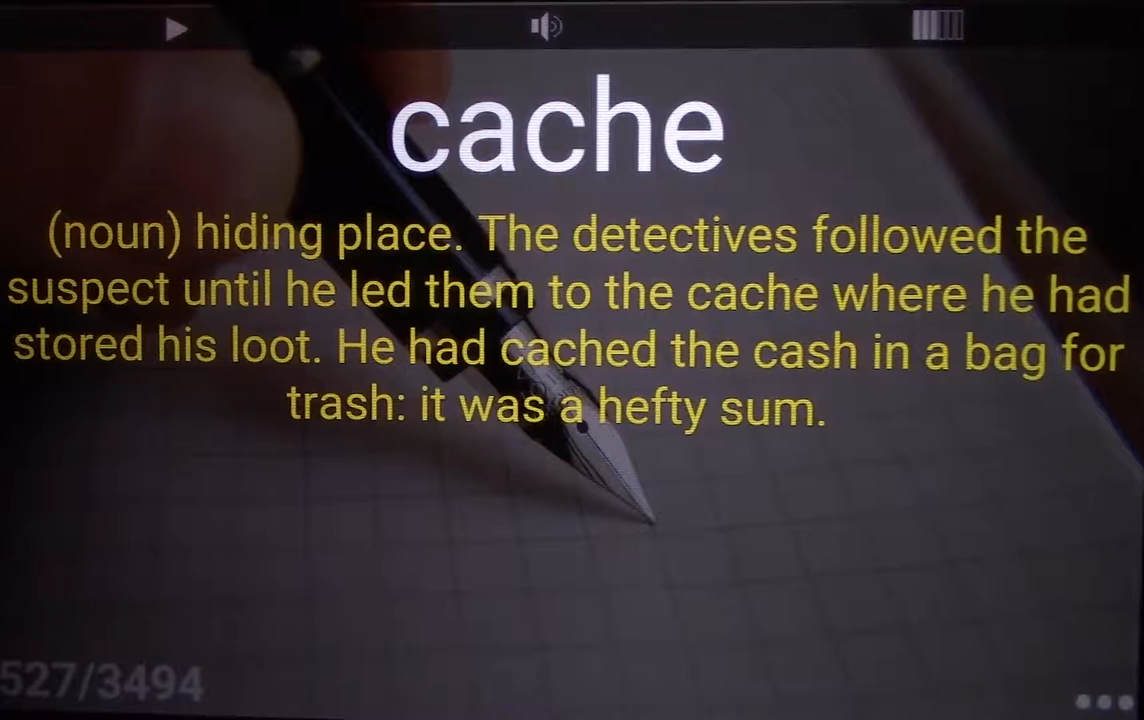 cache
(noun) hiding place. The detectives followed the
suspect until he led them to the cache where he had
stored his loot. He had cached the cash in a bag for
trash: it was a hefty sum.
527/3494